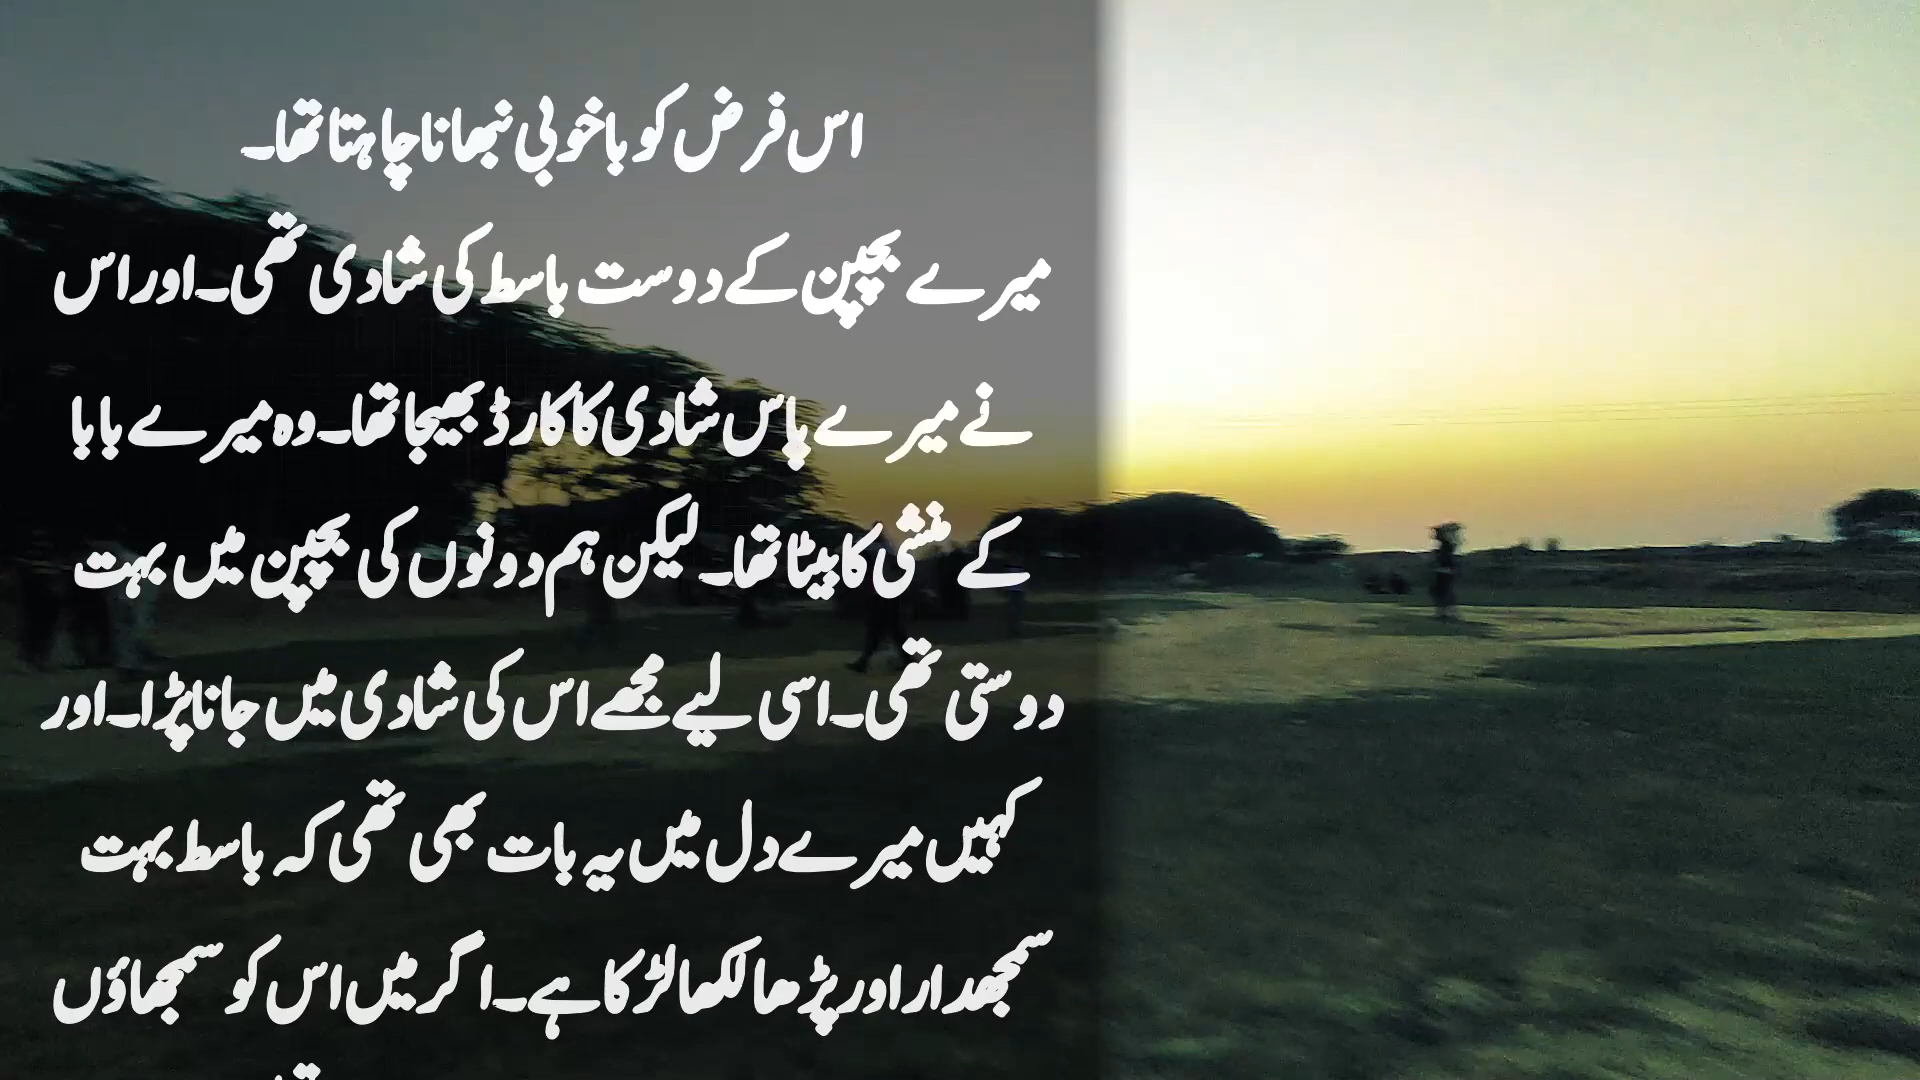 اس فرض کو باخوبی نبھانا چاہتا تھا۔
میرے بچپن کے دوست باسط کی شادی تھی۔ اور اس
نے میرے پاس شادی کا کارڈ بھیجا تھا۔ وہ میرے بابا
کے منشی کا بیٹا تھا۔ لیکن ہم دونوں کی بچپن میں بہت
دوستی تھی۔ اسی لیے مجھے اس کی شادی میں جانا پڑا۔ اور
کہیں میرے دل میں یہ بات بھی تھی کہ باسط بہت
سمجھدار اور پڑھا لکھا لڑکا ہے۔ اگر میں اس کو سمجھاؤں